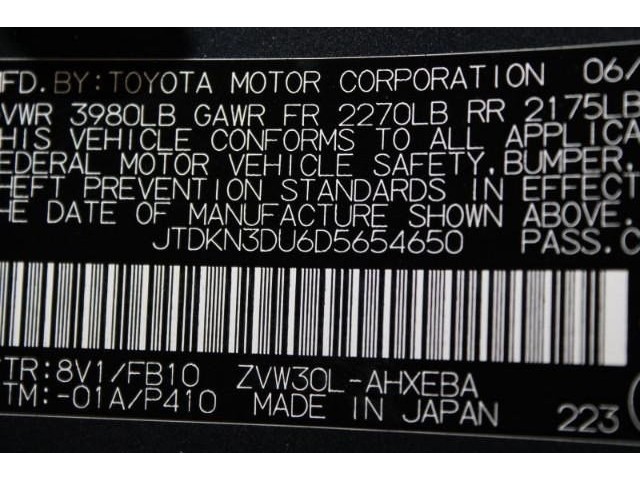 MFD. BY: TOYOTA MOTOR CORPORATION 06/
GVWR 3980LB GAWR FR 2270LB RR 2175LB
THIS VEHICLE CONFORMS TO ALL APPLICA
FEDERAL MOTOR VEHICLE SAFETY, BUMPER,
THEFT PREVENTION STANDARDS IN EFFECT
THE DATE OF MANUFACTURE SHOWN ABOVE.
JTDKN3DU6D5654650 PASS. C
/TR: 8V1/FB10 ZVW30L-AHXEBA
/TM: -01A/P410 MADE IN JAPAN 223